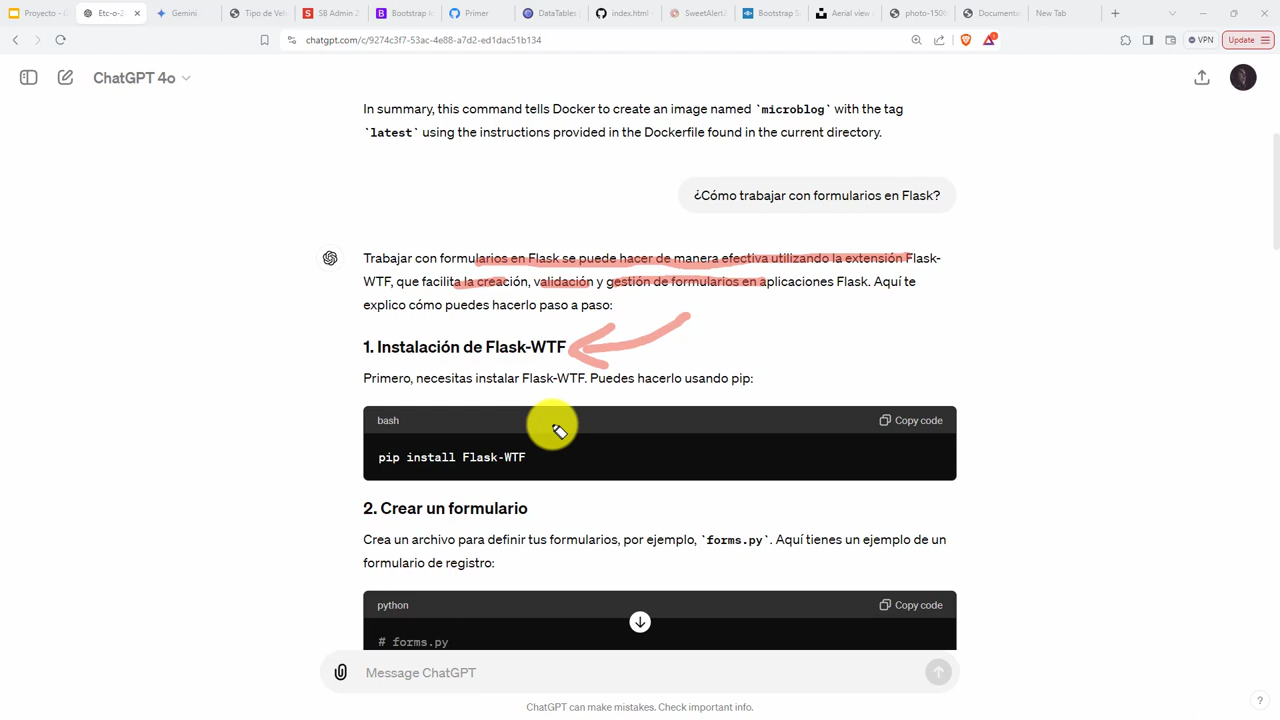 Proyecto - G
Etc-o-2
Gemini
Tipo de Vel
SB Admin 2
Bootstrap Ic
Primer
DataTables |
index.html ·
SweetAlert2
Bootstrap S
Aerial view
photo-150
Documenta
New Tab
chatgpt.com/c/9274c3f7-53ac-4e88-a7d2-ed1dac51b134
VPN
Update
ChatGPT 4o
In summary, this command tells Docker to create an image named `microblog` with the tag
`latest` using the instructions provided in the Dockerfile found in the current directory.
¿Cómo trabajar con formularios en Flask?
Trabajar con formularios en Flask se puede hacer de manera efectiva utilizando la extensión Flask-
WTF, que facilita la creación, validación y gestión de formularios en aplicaciones Flask. Aquí te
explico cómo puedes hacerlo paso a paso:
1. Instalación de Flask-WTF
Primero, necesitas instalar Flask-WTF. Puedes hacerlo usando pip:
bash
Copy code
pip install Flask-WTF
2. Crear un formulario
Crea un archivo para definir tus formularios, por ejemplo, `forms.py`. Aquí tienes un ejemplo de un
formulario de registro:
python
Copy code
# forms.py
Message ChatGPT
ChatGPT can make mistakes. Check important info.
?